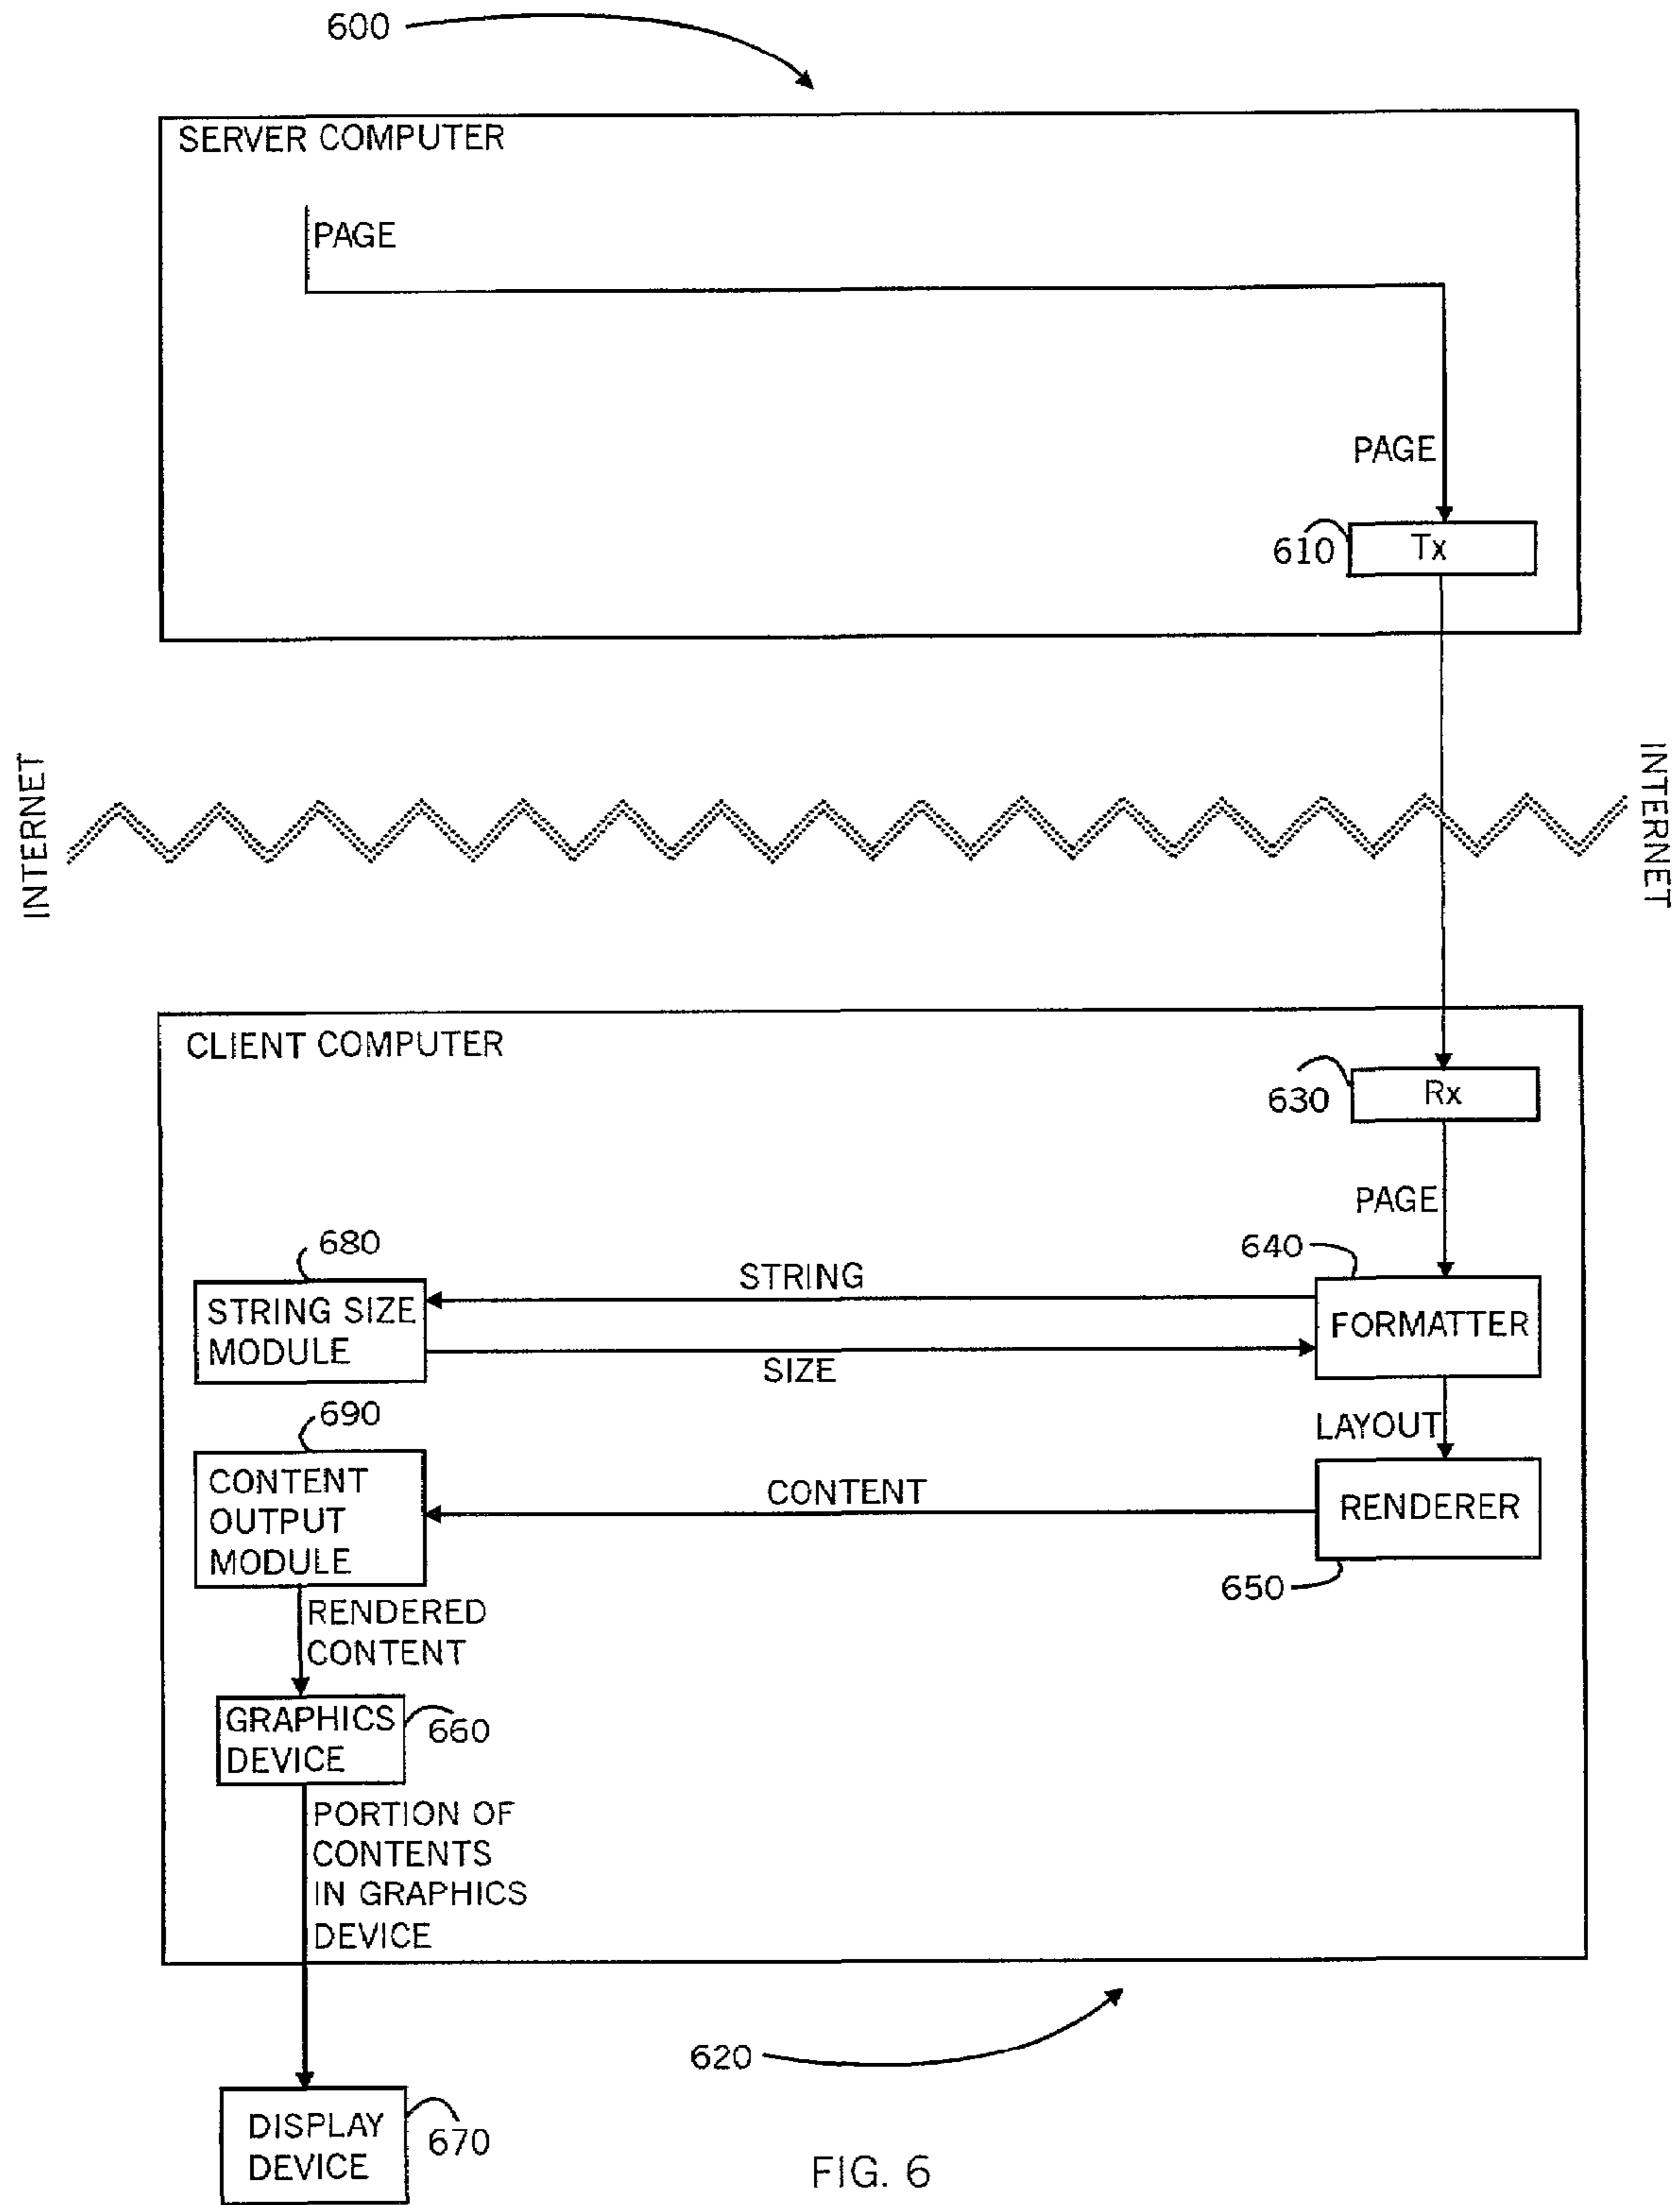 600
SERVER COMPUTER
PAGE
PAGE
610
Tx
INTERNET
INTERNET
CLIENT COMPUTER
630
Rx
PAGE
680
640
STRING
STRING SIZE
MODULE
FORMATTER
SIZE
690
LAYOUT
CONTENT
OUTPUT
MODULE
CONTENT
RENDERER
650
RENDERED
CONTENT
GRAPHICS
DEVICE
660
PORTION OF
CONTENTS
IN GRAPHICS
DEVICE
620
DISPLAY
DEVICE
670
FIG. 6